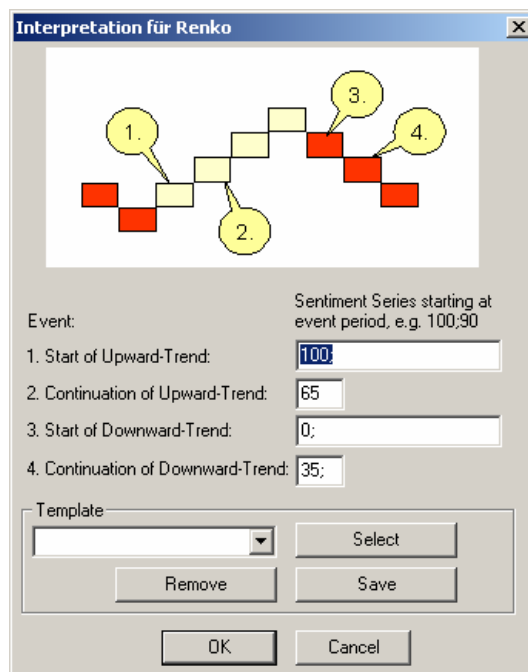 Interpretation für Renko
3.
1.
4.
2.
Sentiment Series starting at
Event: event period, e.g. 100;90
1. Start of Upward-Trend: 100;
2. Continuation of Upward-Trend: 65
3. Start of Downward-Trend: 0;
4. Continuation of Downward-Trend: 35;
Template
Select
Remove Save
OK Cancel